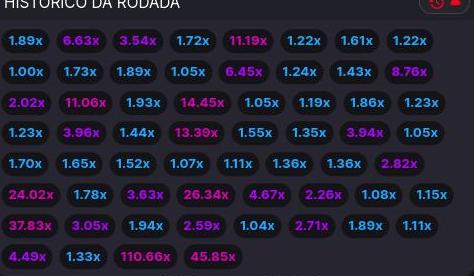 HISTÓRICO DA RODADA
1.89x 6.63x 3.54x 1.72x 11.19x 1.22x 1.61x 1.22x
1.00x 1.73x 1.89x 1.05x 6.45x 1.24x 1.43x 8.76x
2.02x 11.06x 1.93x 14.45x 1.05x 1.19x 1.86x 1.23x
1.23x 3.96x 1.44x 13.39x 1.55x 1.35x 3.94x 1.05x
1.70x 1.65x 1.52x 1.07x 1.11x 1.36x 1.36x 2.82x
24.02x 1.78x 3.63x 26.34x 4.67x 2.26x 1.08x 1.15x
37.83x 3.05x 1.94x 2.59x 1.04x 2.71x 1.89x 1.11x
4.49x 1.33x 110.66x 45.85x